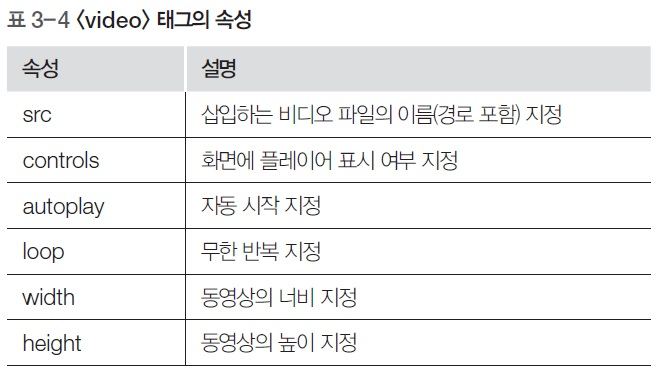 표 3-4 <video> 태그의 속성
속성 설명
src 삽입하는 비디오 파일의 이름(경로 포함) 지정
controls 화면에 플레이어 표시 여부 지정
autoplay 자동 시작 지정
loop 무한 반복 지정
width 동영상의 너비 지정
height 동영상의 높이 지정